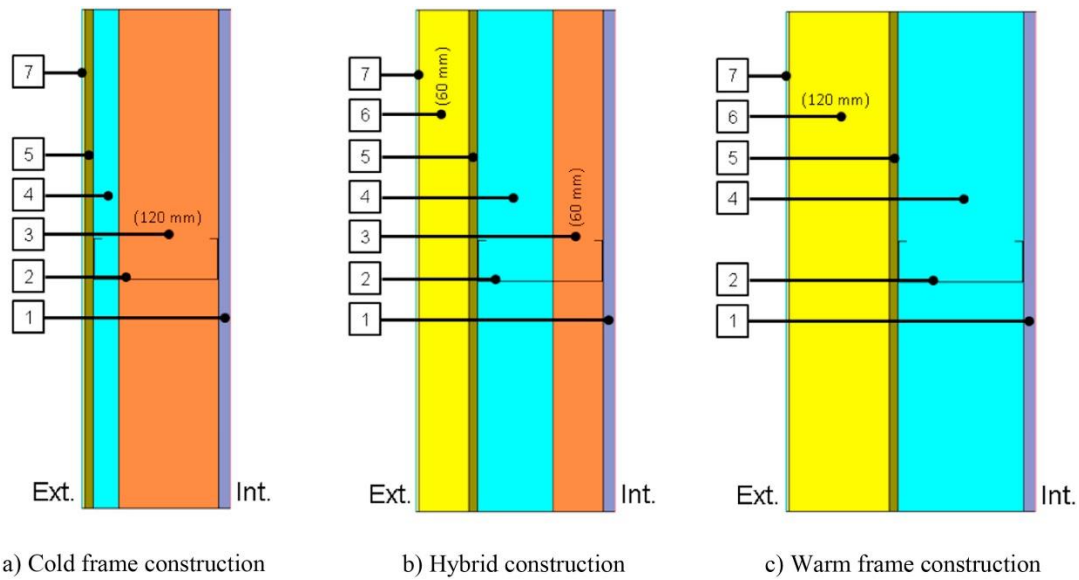 7
5
4
(120 mm)
3
2
1
Ext.
Int.
a) Cold frame construction
7
(60 mm)
6
5
4
(60 mm)
3
2
1
Ext.
Int.
b) Hybrid construction
7
(120 mm)
6
5
4
2
1
Ext.
Int.
c) Warm frame construction